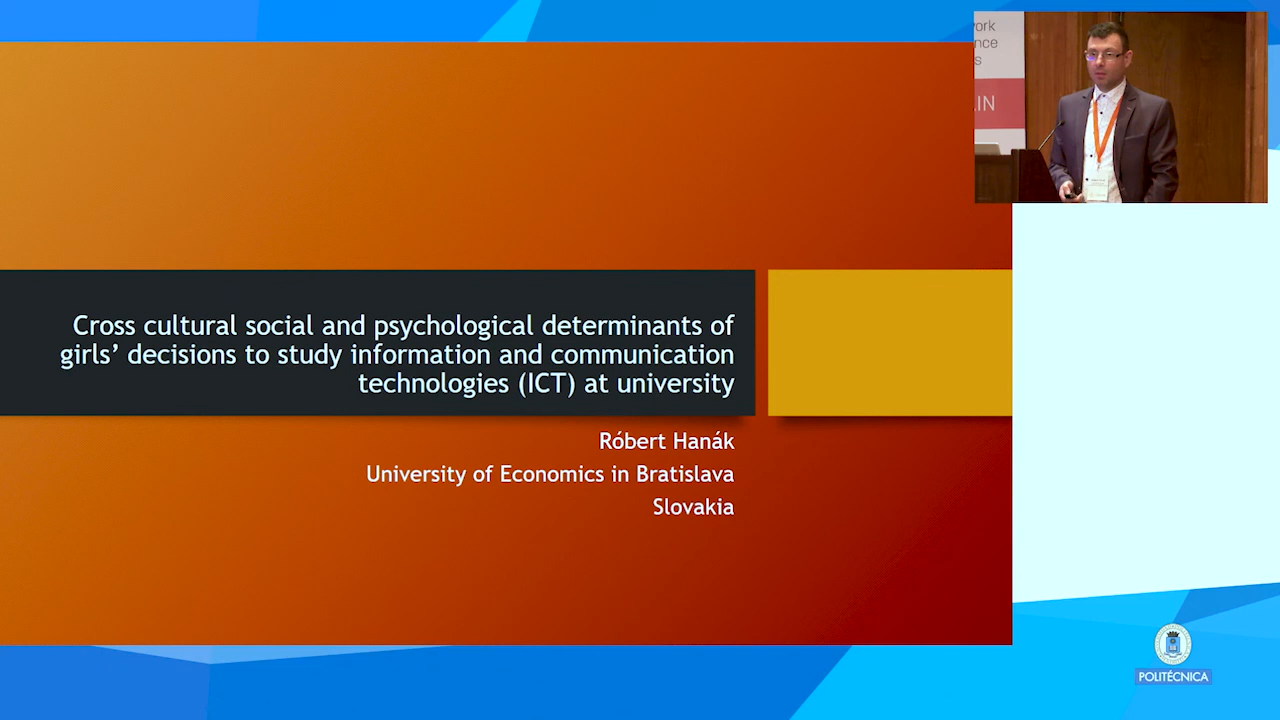 Cross cultural social and psychological determinants of
girls' decisions to study information and communication
technologies (ICT) at university
Róbert Hanák
University of Economics in Bratislava
Slovakia
POLITÉCNICA